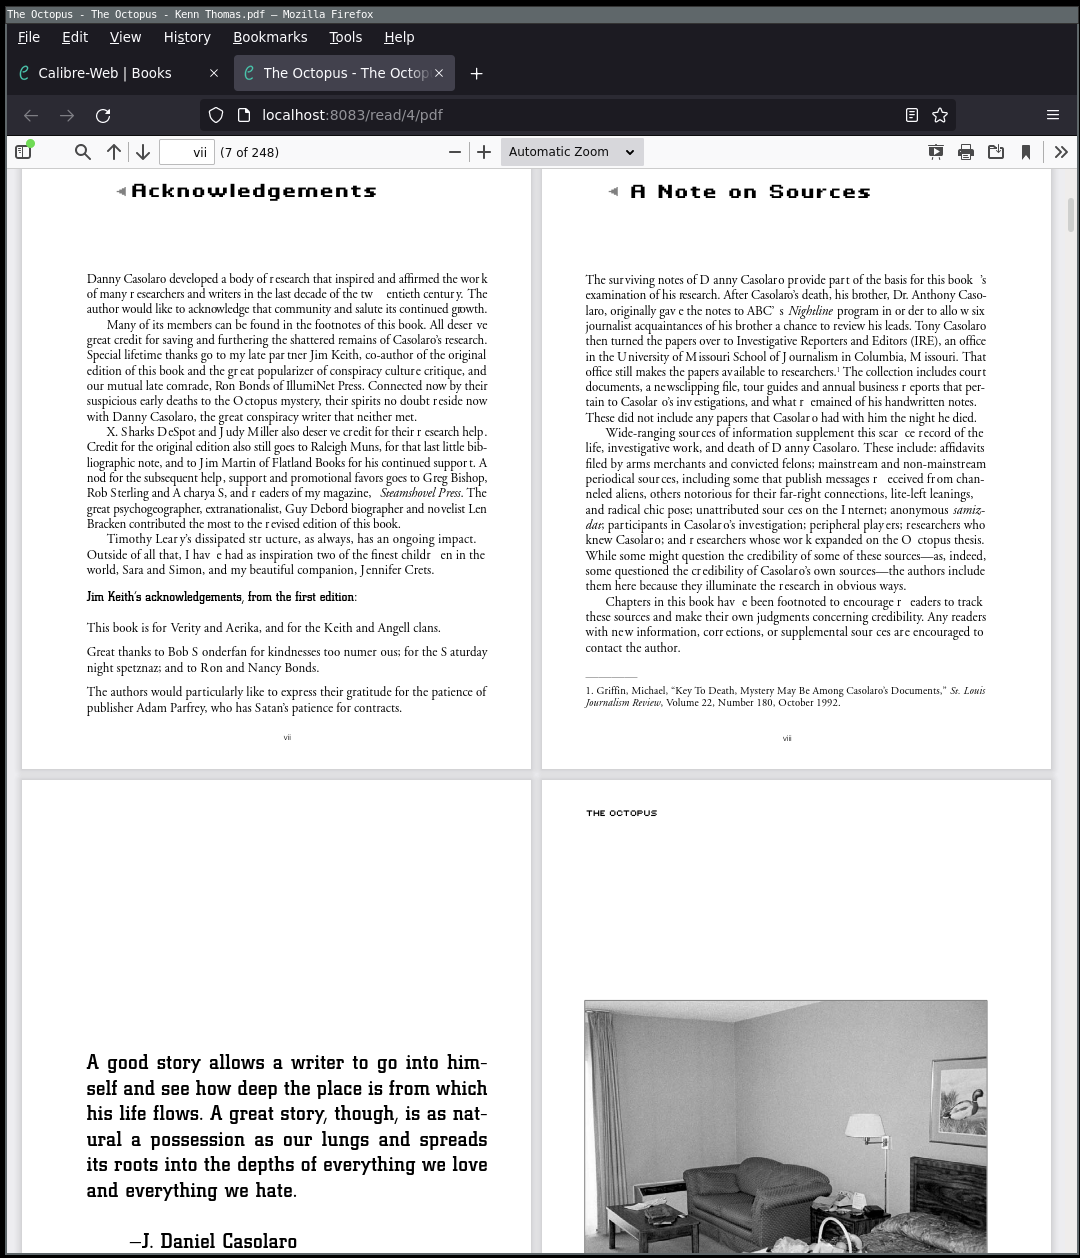 The Octopus - The Octopus - Kenn Thomas.pdf — Mozilla Firefox
File Edit View History Bookmarks Tools Help
Calibre-Web | Books
The Octopus - The Octop
localhost:8083/read/4/pdf
vii (7 of 248)
Automatic Zoom
Acknowledgements
Danny Casolaro developed a body of research that inspired and affirmed the work
of many researchers and writers in the last decade of the twentieth century. The
author would like to acknowledge that community and salute its continued growth.
Many of its members can be found in the footnotes of this book. All deserve
great credit for saving and furthering the shattered remains of Casolaro's research.
Special lifetime thanks go to my late partner Jim Keith, co-author of the original
edition of this book and the great popularizer of conspiracy culture critique, and
our mutual late comrade, Ron Bonds of IllumiNet Press. Connected now by their
suspicious early deaths to the Octopus mystery, their spirits no doubt reside now
with Danny Casolaro, the great conspiracy writer that neither met.
X. Sharks DeSpot and Judy Miller also deserve credit for their research help.
Credit for the original edition also still goes to Raleigh Muns, for that last little bib-
liographic note, and to Jim Martin of Flatland Books for his continued support. A
nod for the subsequent help, support and promotional favors goes to Greg Bishop,
Rob Sterling and Acharya S, and readers of my magazine, Steamshovel Press. The
great psychogeographer, extranationalist, Guy Debord biographer and novelist Len
Bracken contributed the most to the revised edition of this book.
Timothy Leary's dissipated structure, as always, has an ongoing impact.
Outside of all that, I have had as inspiration two of the finest children in the
world, Sara and Simon, and my beautiful companion, Jennifer Crets.
Jim Keith's acknowledgements, from the first edition:
This book is for Verity and Aerika, and for the Keith and Angell clans.
Great thanks to Bob Sonderfan for kindnesses too numerous; for the Saturday
night spetznaz; and to Ron and Nancy Bonds.
The authors would particularly like to express their gratitude for the patience of
publisher Adam Parfrey, who has Satan's patience for contracts.
vii
A Note on Sources
The surviving notes of Danny Casolaro provide part of the basis for this book's
examination of his research. After Casolaro's death, his brother, Dr. Anthony Caso-
laro, originally gave the notes to ABC's Nightline program in order to allow six
journalist acquaintances of his brother a chance to review his leads. Tony Casolaro
then turned the papers over to Investigative Reporters and Editors (IRE), an office
in the University of Missouri School of Journalism in Columbia, Missouri. That
office still makes the papers available to researchers.1 The collection includes court
documents, a newsclipping file, tour guides and annual business reports that per-
tain to Casolaro's investigations, and what remained of his handwritten notes.
These did not include any papers that Casolaro had with him the night he died.
Wide-ranging sources of information supplement this scarce record of the
life, investigative work, and death of Danny Casolaro. These include: affidavits
filed by arms merchants and convicted felons; mainstream and non-mainstream
periodical sources, including some that publish messages received from chan-
neled aliens, others notorious for their far-right connections, lite-left leanings,
and radical chic pose; unattributed sources on the Internet; anonymous samiz-
dat; participants in Casolaro's investigation; peripheral players; researchers who
knew Casolaro; and researchers whose work expanded on the Octopus thesis.
While some might question the credibility of some of these sources—as, indeed,
some questioned the credibility of Casolaro's own sources—the authors include
them here because they illuminate the research in obvious ways.
Chapters in this book have been footnoted to encourage readers to track
these sources and make their own judgments concerning credibility. Any readers
with new information, corrections, or supplemental sources are encouraged to
contact the author.
1. Griffin, Michael, "Key To Death, Mystery May Be Among Casolaro's Documents," St. Louis
Journalism Review, Volume 22, Number 180, October 1992.
viii
A good story allows a writer to go into him-
self and see how deep the place is from which
his life flows. A great story, though, is as nat-
ural a possession as our lungs and spreads
its roots into the depths of everything we love
and everything we hate.
—J. Daniel Casolaro
THE OCTOPUS